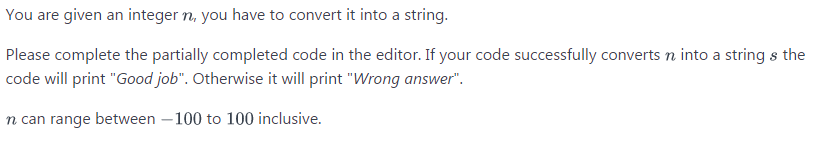 You are given an integer n, you have to convert it into a string.
Please complete the partially completed code in the editor. If your code successfully converts n into a string s the
code will print "Good job". Otherwise it will print "Wrong answer".
n can range between −100 to 100 inclusive.